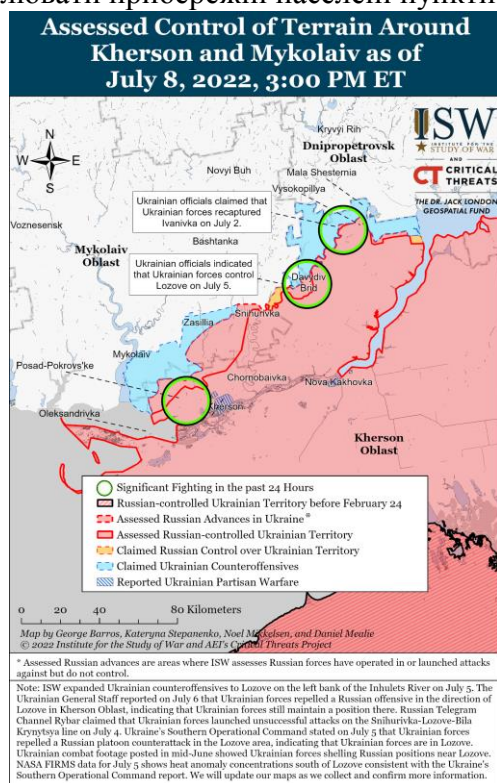 ловати прибережні населені пункти
Assessed Control of Terrain Around
Kherson and Mykolaiv as of
July 8, 2022, 3:00 PM ET
N
W E
S
ISW
INSTITUTE FOR THE
STUDY OF WAR
AND
CT CRITICAL
THREATS
THE DR. JACK LONDON
GEOSPATIAL FUND
Kryvyi Rih
Dnipropetrovsk
Oblast
Mala Shesternia
Novyi Buh
Vysokopillya
Ukrainian officials claimed that
Ukrainian forces recaptured
Ivanivka on July 2.
Voznesensk
Bashtanka
Mykolaiv
Oblast
Ukrainian officials indicated
that Ukrainian forces control
Lozove on July 5.
Davydiv
Brid
Snihurivka
Zasillia
Mykolaiv
Posad-Pokrovs'ke
Chornobaivka
Nova Kakhovka
Oleksandrivka
Kherson
Kherson
Oblast
Significant Fighting in the past 24 Hours
Russian-controlled Ukrainian Territory before February 24
Assessed Russian Advances in Ukraine*
Assessed Russian-controlled Ukrainian Territory
Claimed Russian Control over Ukrainian Territory
Claimed Ukrainian Counteroffensives
Reported Ukrainian Partisan Warfare
0 20 40 80 Kilometers
Map by George Barros, Kateryna Stepanenko, Noel Mikkelsen, and Daniel Mealie
© 2022 Institute for the Study of War and AEI's Critical Threats Project
* Assessed Russian advances are areas where ISW assesses Russian forces have operated in or launched attacks
against but do not control.
Note: ISW expanded Ukrainian counteroffensives to Lozove on the left bank of the Inhulets River on July 5. The
Ukrainian General Staff reported on July 6 that Ukrainian forces repelled a Russian offensive in the direction of
Lozove in Kherson Oblast, indicating that Ukrainian forces still maintain a position there. Russian Telegram
Channel Rybar claimed that Ukrainian forces launched unsuccessful attacks on the Snihurivka-Lozove-Bila
Krynytsya line on July 4. Ukraine's Southern Operational Command stated on July 5 that Ukrainian forces
repelled a Russian platoon counterattack in the Lozove area, indicating that Ukrainian forces are in Lozove.
Ukrainian combat footage posted in mid-June showed Ukrainian forces shelling Russian positions near Lozove.
NASA FIRMS data for July 5 shows heat anomaly concentrations south of Lozove consistent with the Ukraine's
Southern Operational Command report. We will update our maps as we collect and confirm more information.